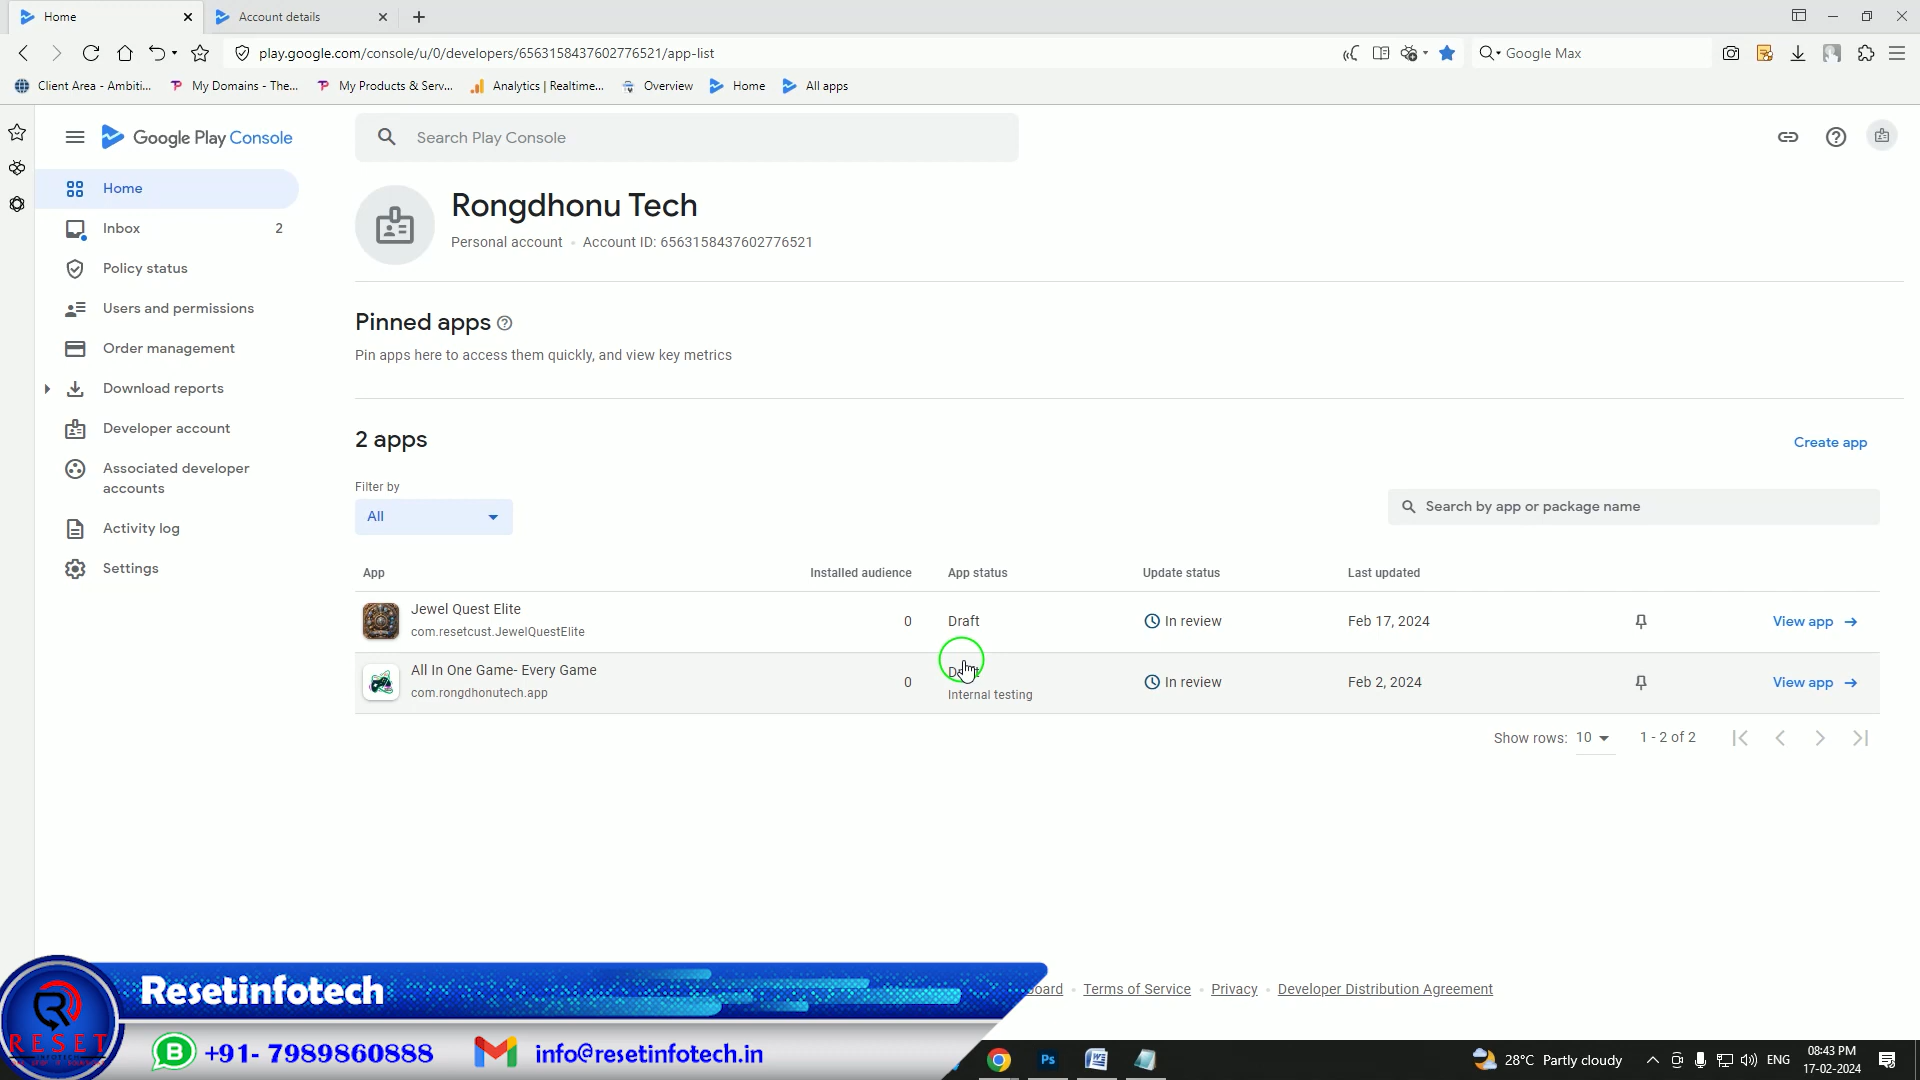 Home
Account details
play.google.com/console/u/0/developers/6563158437602776521/app-list
Google Max
Client Area - Ambiti...
My Domains - The...
My Products & Serv...
Analytics | Realtime...
Overview
Home
All apps
Google Play Console
Search Play Console
Home
Inbox 2
Policy status
Users and permissions
Order management
Download reports
Developer account
Associated developer
accounts
Activity log
Settings
Rongdhonu Tech
Personal account · Account ID: 6563158437602776521
Pinned apps
Pin apps here to access them quickly, and view key metrics
2 apps
Create app
Filter by
All
Search by app or package name
App Installed audience App status Update status Last updated
Jewel Quest Elite
com.resetcust.JewelQuestElite
0 Draft In review Feb 17, 2024 View app
All In One Game- Every Game
com.rongdhonutech.app
0 Internal testing In review Feb 2, 2024 View app
Show rows: 10 1 - 2 of 2
Terms of Service · Privacy · Developer Distribution Agreement
Resetinfotech
RESET
+91- 7989860888
info@resetinfotech.in
Ps
28°C Partly cloudy
ENG
08:43 PM
17-02-2024